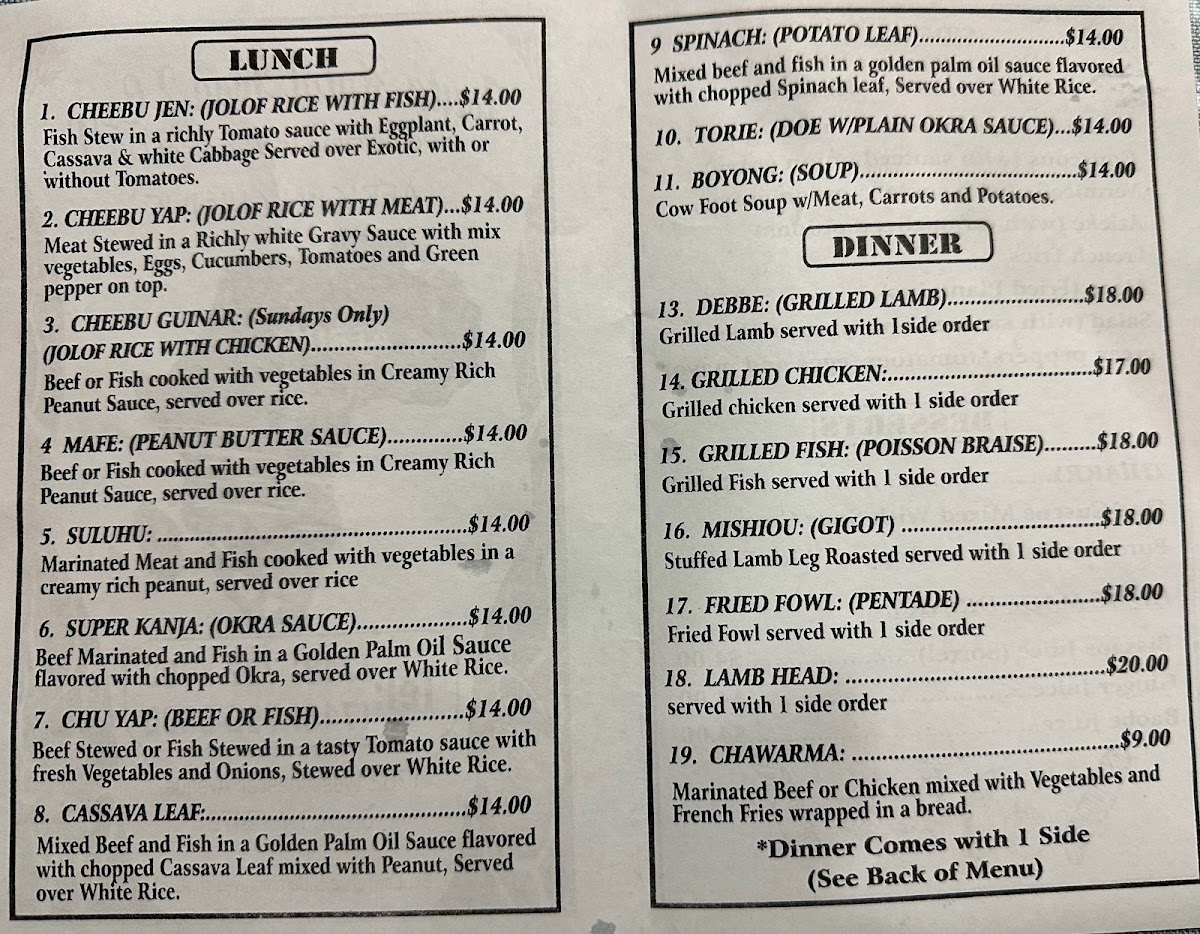 LUNCH
1. CHEEBU JEN: (JOLOF RICE WITH FISH)....$14.00
Fish Stew in a richly Tomato sauce with Eggplant, Carrot,
Cassava & white Cabbage Served over Exotic, with or
without Tomatoes.
2. CHEEBU YAP: (JOLOF RICE WITH MEAT)...$14.00
Meat Stewed in a Richly white Gravy Sauce with mix
vegetables, Eggs, Cucumbers, Tomatoes and Green
pepper on top.
3. CHEEBU GUINAR: (Sundays Only)
(JOLOF RICE WITH CHICKEN)..........................$14.00
Beef or Fish cooked with vegetables in Creamy Rich
Peanut Sauce, served over rice.
4 MAFE: (PEANUT BUTTER SAUCE).............$14.00
Beef or Fish cooked with vegetables in Creamy Rich
Peanut Sauce, served over rice.
5. SULUHU: ......................................................$14.00
Marinated Meat and Fish cooked with vegetables in a
creamy rich peanut, served over rice
6. SUPER KANJA: (OKRA SAUCE)...................$14.00
Beef Marinated and Fish in a Golden Palm Oil Sauce
flavored with chopped Okra, served over White Rice.
7. CHU YAP: (BEEF OR FISH).........................$14.00
Beef Stewed or Fish Stewed in a tasty Tomato sauce with
fresh Vegetables and Onions, Stewed over White Rice.
8. CASSAVA LEAF:.............................................$14.00
Mixed Beef and Fish in a Golden Palm Oil Sauce flavored
with chopped Cassava Leaf mixed with Peanut, Served
over White Rice.
9 SPINACH: (POTATO LEAF)..........................$14.00
Mixed beef and fish in a golden palm oil sauce flavored
with chopped Spinach leaf, Served over White Rice.
10. TORIE: (DOE W/PLAIN OKRA SAUCE)...$14.00
11. BOYONG: (SOUP)......................................$14.00
Cow Foot Soup w/Meat, Carrots and Potatoes.
DINNER
13. DEBBE: (GRILLED LAMB)........................$18.00
Grilled Lamb served with 1side order
14. GRILLED CHICKEN:....................................$17.00
Grilled chicken served with 1 side order
15. GRILLED FISH: (POISSON BRAISE).........$18.00
Grilled Fish served with 1 side order
16. MISHIOU: (GIGOT) ...................................$18.00
Stuffed Lamb Leg Roasted served with 1 side order
17. FRIED FOWL: (PENTADE) .......................$18.00
Fried Fowl served with 1 side order
18. LAMB HEAD: .............................................$20.00
served with 1 side order
19. CHAWARMA: ..............................................$9.00
Marinated Beef or Chicken mixed with Vegetables and
French Fries wrapped in a bread.
*Dinner Comes with 1 Side
(See Back of Menu)